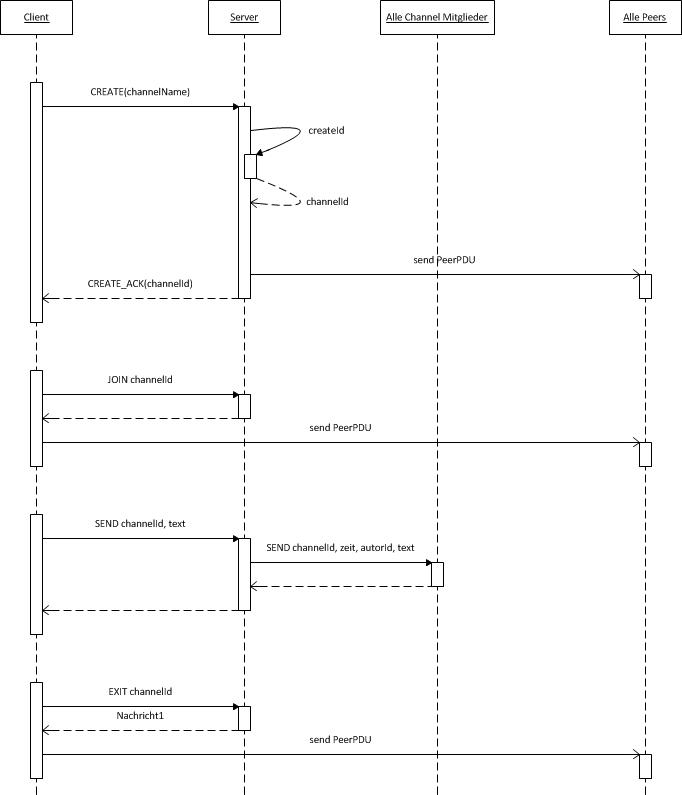 Client
Server
Alle Channel Mitglieder
Alle Peers
CREATE(channelName)
createId
channelId
send PeerPDU
CREATE_ACK(channelId)
JOIN channelId
send PeerPDU
SEND channelId, text
SEND channelId, zeit, autorId, text
EXIT channelId
Nachricht1
send PeerPDU